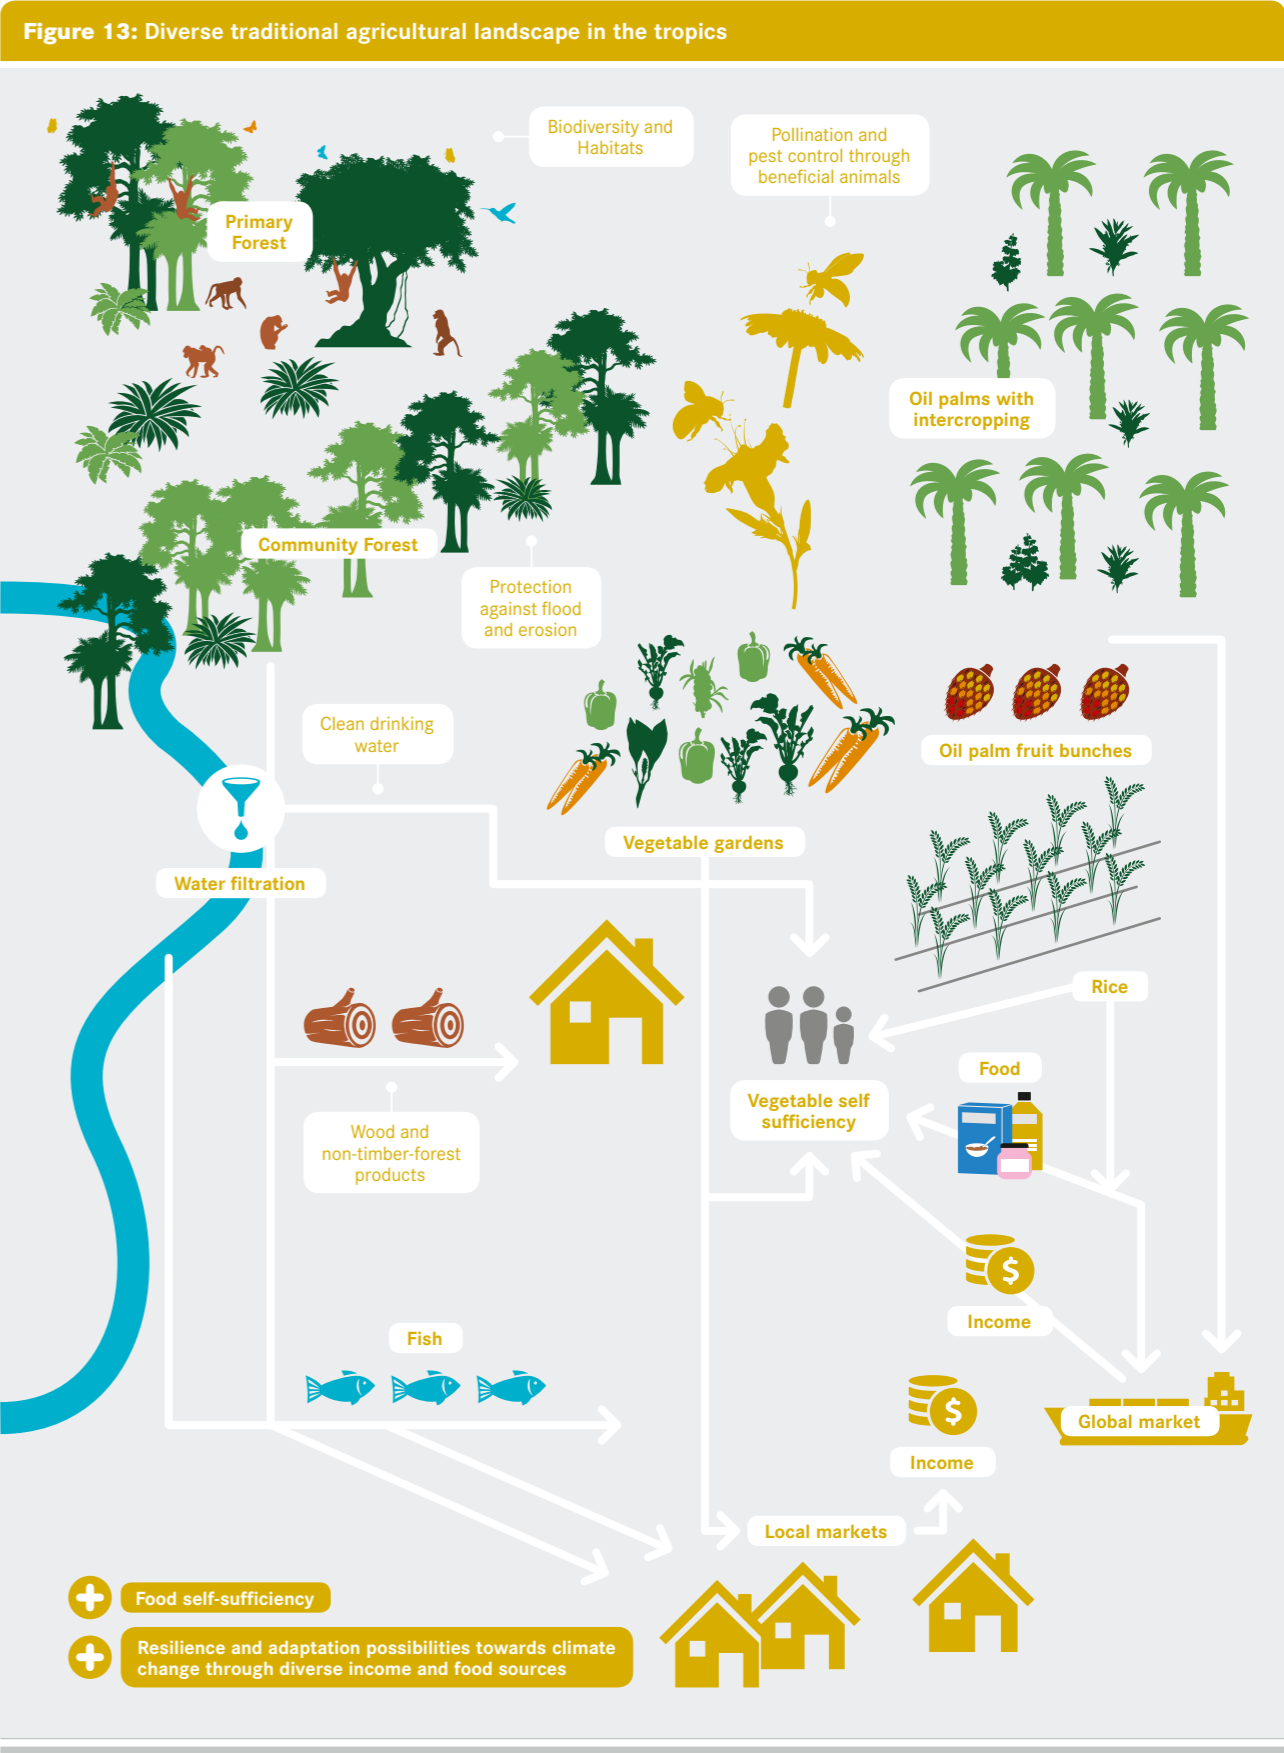 Figure 13: Diverse traditional agricultural landscape in the tropics
Biodiversity and
Habitats
Pollination and
pest control through
beneficial animals
Primary
Forest
Oil palms with
intercropping
Community Forest
Protection
against flood
and erosion
Clean drinking
water
Oil palm fruit bunches
Vegetable gardens
Water filtration
Rice
Food
Vegetable self
sufficiency
Wood and
non-timber-forest
products
$
Income
Fish
$
Global market
Income
Local markets
Food self-sufficiency
Resilience and adaptation possibilities towards climate
change through diverse income and food sources